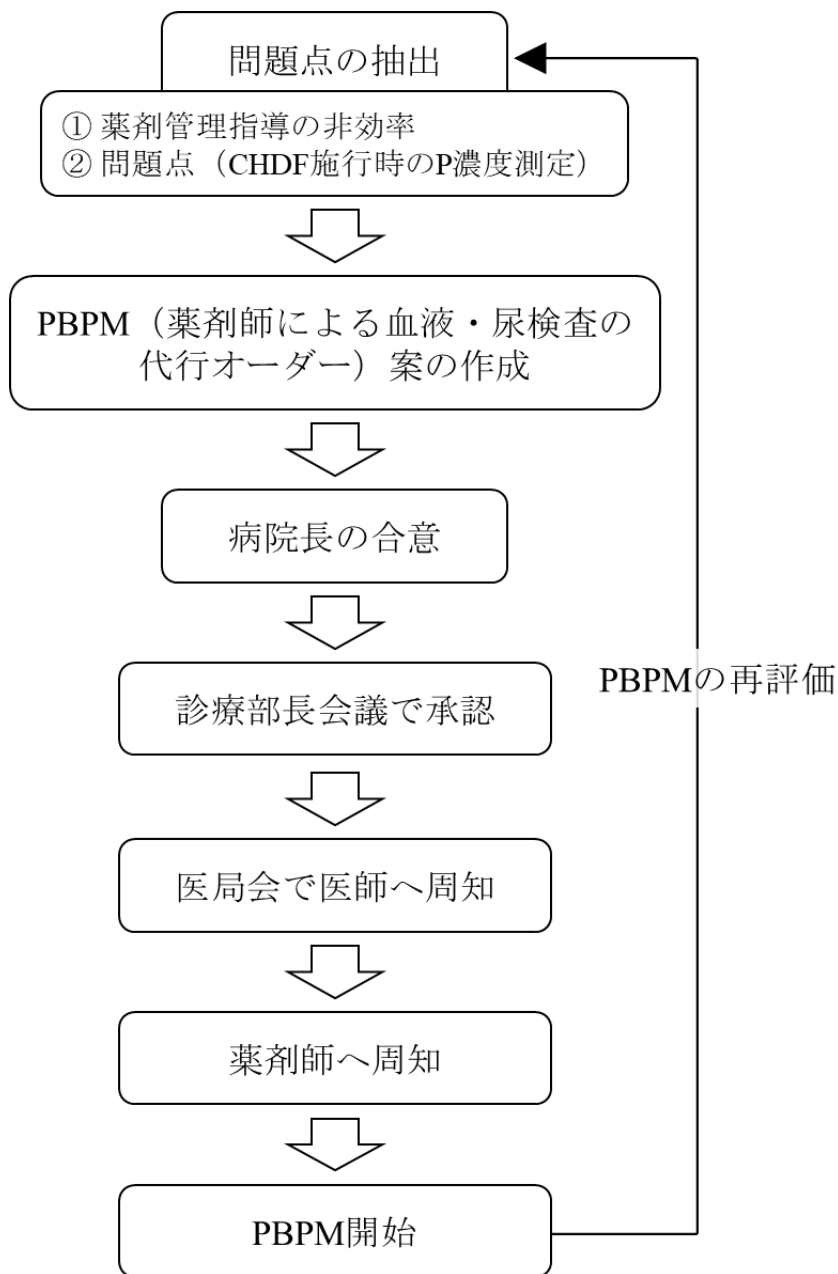 問題点の抽出
① 薬剤管理指導の非効率
② 問題点（CHDF施行時のP濃度測定）
PBPM（薬剤師による血液・尿検査の
代行オーダー）案の作成
病院長の合意
診療部長会議で承認
PBPMの再評価
医局会で医師へ周知
薬剤師へ周知
PBPM開始